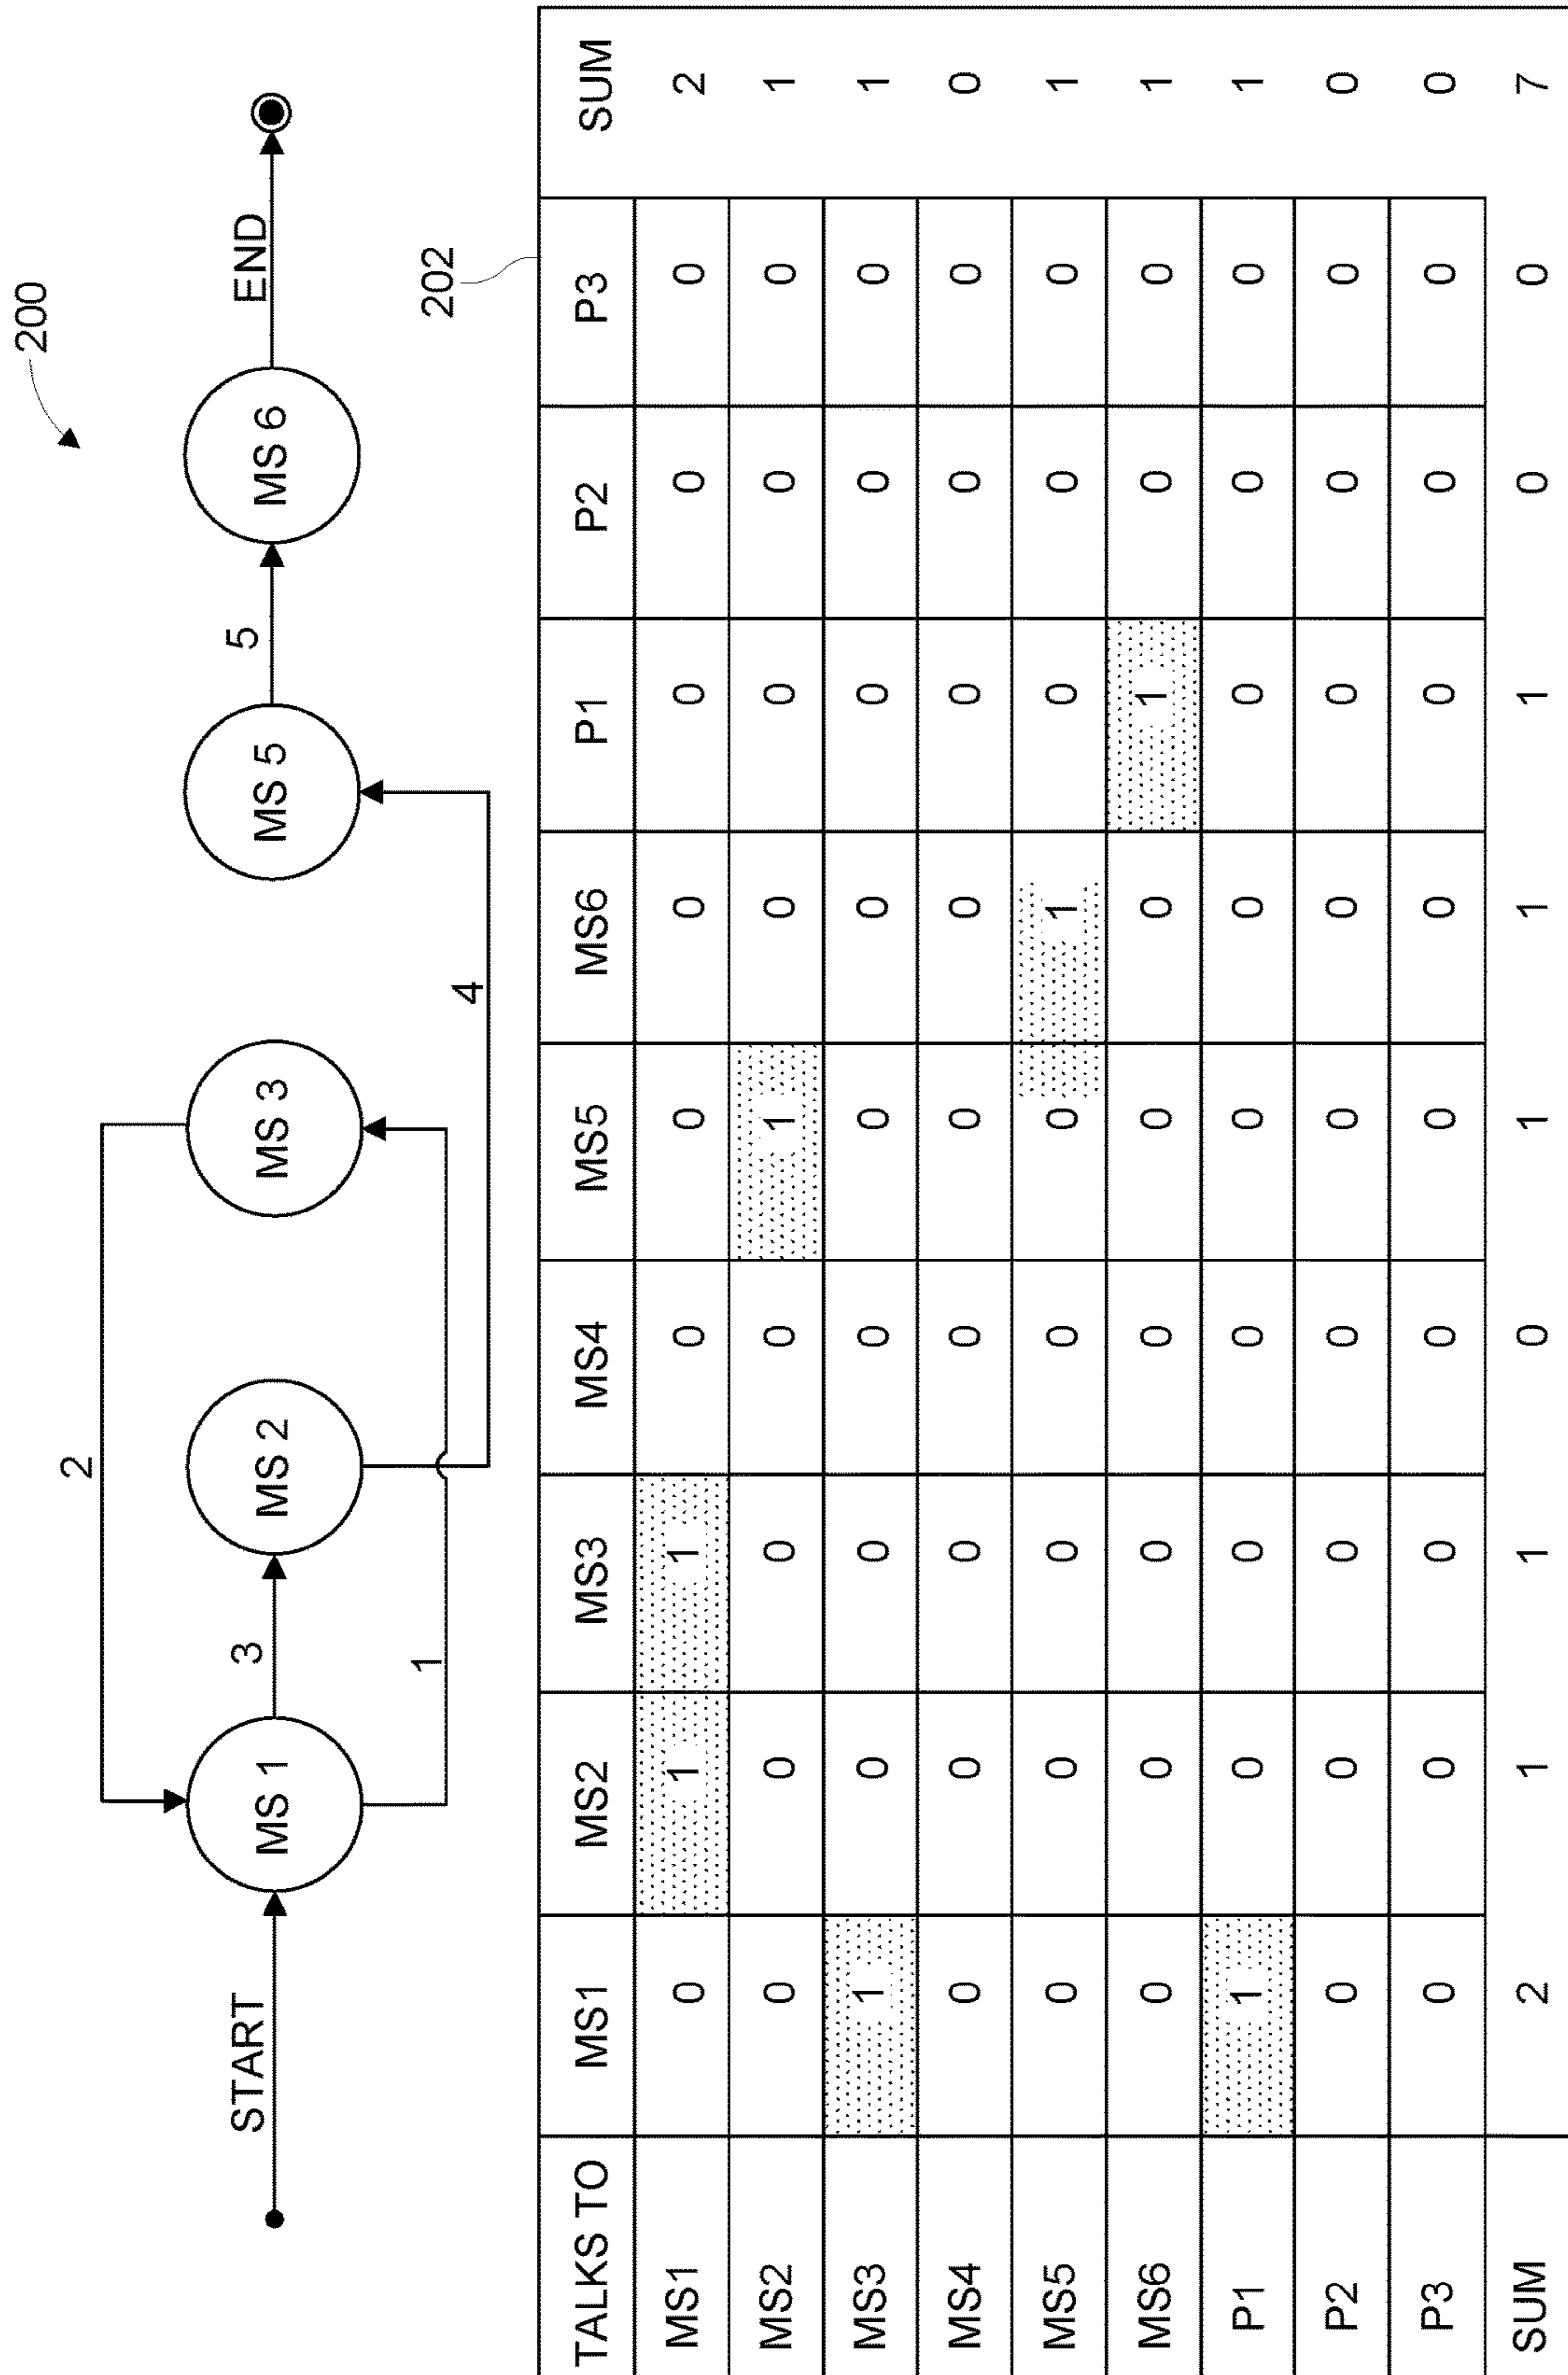 200
2
START
MS 1
3
MS 2
MS 3
MS 5
5
MS 6
END
1
4
202
TALKS TO MS1 MS2 MS3 MS4 MS5 MS6 P1 P2 P3 SUM
MS1 0 1 1 0 0 0 0 0 0 2
MS2 0 0 0 0 1 0 0 0 0 1
MS3 1 0 0 0 0 0 0 0 0 1
MS4 0 0 0 0 0 0 0 0 0 0
MS5 0 0 0 0 0 1 0 0 0 1
MS6 0 0 0 0 0 0 1 0 0 1
P1 1 0 0 0 0 0 0 0 0 1
P2 0 0 0 0 0 0 0 0 0 0
P3 0 0 0 0 0 0 0 0 0 0
SUM 2 1 1 0 1 1 1 0 0 7